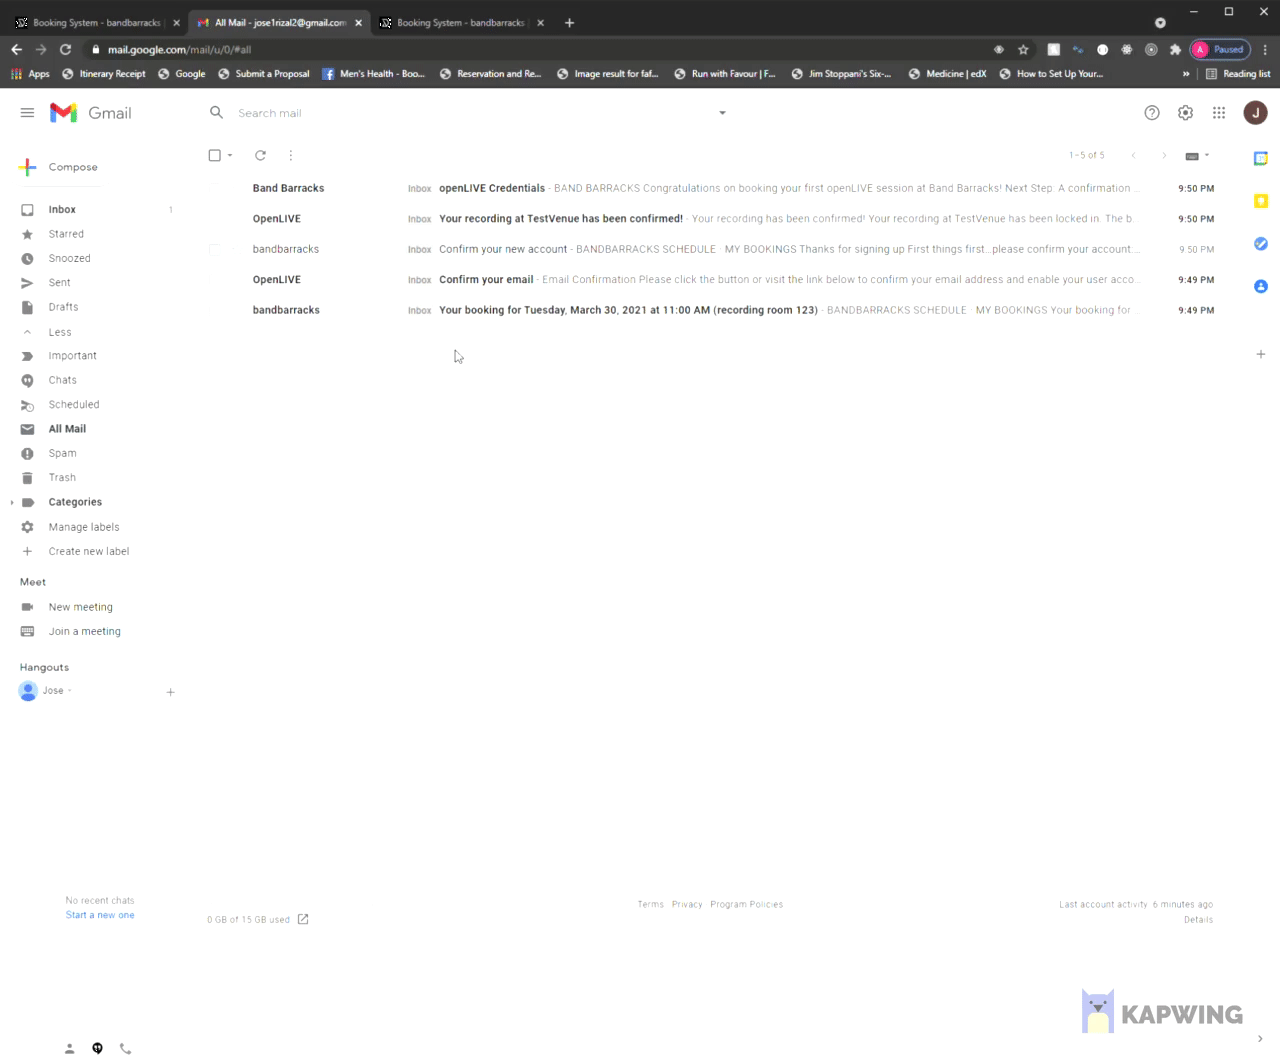 Booking System - bandbarracks
All Mail - jose1rizal2@gmail.com
Booking System - bandbarracks
mail.google.com/mail/u/0/#all
A Paused
Apps Itinerary Receipt Google Submit a Proposal Men's Health - Boo... Reservation and Re... Image result for faf... Run with Favour | F... Jim Stoppani's Six-... Medicine | edX How to Set Up Your... » Reading list
Gmail
Search mail
J
Compose
1-5 of 5
Band Barracks Inbox openLIVE Credentials - BAND BARRACKS Congratulations on booking your first openLIVE session at Band Barracks! Next Step: A confirmation ... 9:50 PM
Inbox 1
OpenLIVE Inbox Your recording at TestVenue has been confirmed! - Your recording has been confirmed! Your recording at TestVenue has been locked in. The b... 9:50 PM
Starred
bandbarracks Inbox Confirm your new account - BANDBARRACKS SCHEDULE · MY BOOKINGS Thanks for signing up First things first...please confirm your account: ... 9:50 PM
Snoozed
OpenLIVE Inbox Confirm your email - Email Confirmation Please click the button or visit the link below to confirm your email address and enable your user acco... 9:49 PM
Sent
bandbarracks Inbox Your booking for Tuesday, March 30, 2021 at 11:00 AM (recording room 123) - BANDBARRACKS SCHEDULE · MY BOOKINGS Your booking for ... 9:49 PM
Drafts
Less
Important
Chats
Scheduled
All Mail
Spam
Trash
Categories
Manage labels
Create new label
Meet
New meeting
Join a meeting
Hangouts
Jose
No recent chats
Start a new one
0 GB of 15 GB used
Terms · Privacy · Program Policies
Last account activity: 6 minutes ago
Details
KAPWING